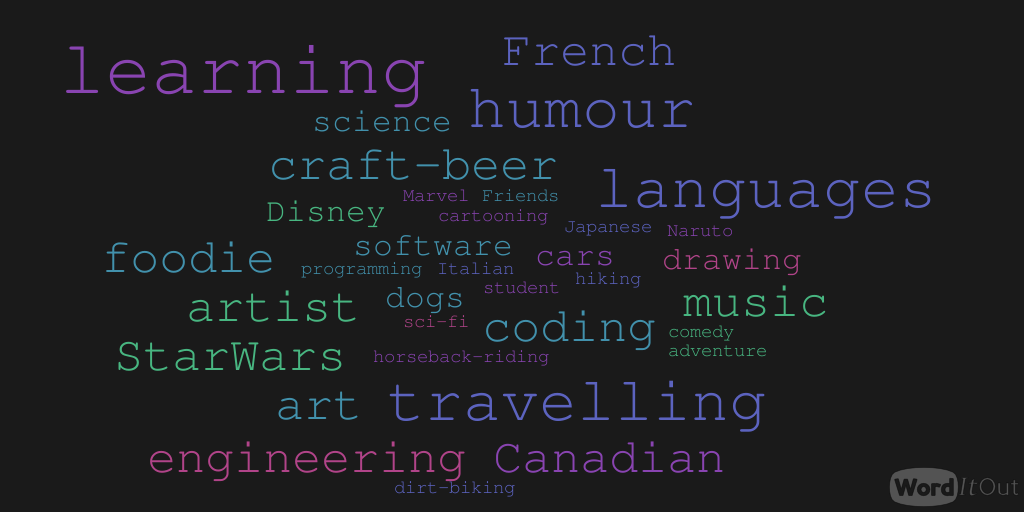 learning
French
humour
science
craft-beer
languages
Marvel Friends
Disney
cartooning
Japanese
Naruto
foodie
software
cars
drawing
programming
Italian
hiking
artist
dogs
student
music
sci-fi
coding
comedy
StarWars
adventure
horseback-riding
art
travelling
engineering
Canadian
dirt-biking
WordItOut